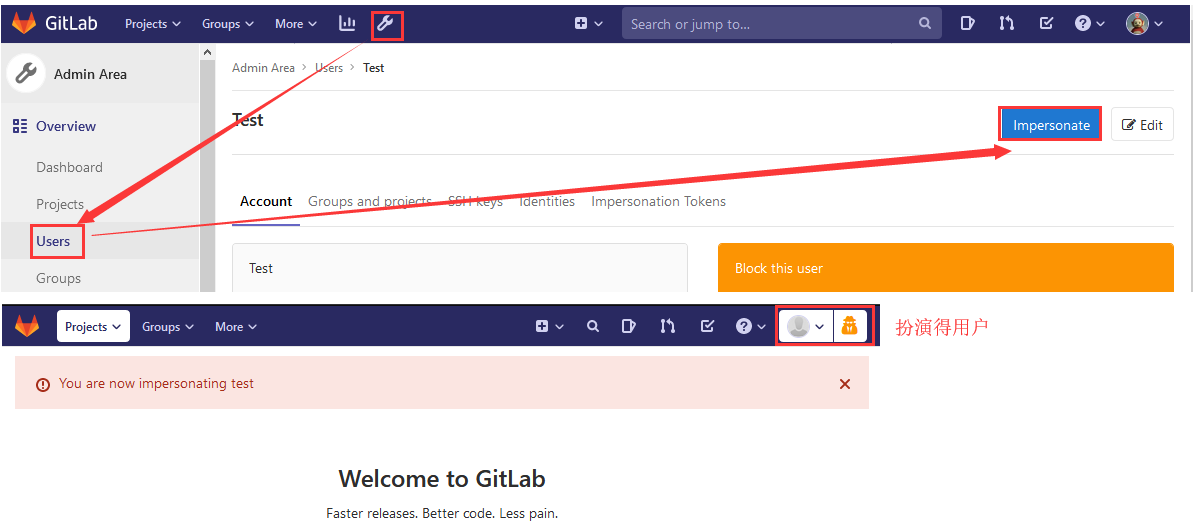 GitLab Projects Groups More Search or jump to...
Admin Area
Admin Area > Users > Test
Test
Impersonate Edit
Overview
Dashboard
Projects
Users
Groups
Account Groups and projects SSH keys Identities Impersonation Tokens
Test
Block this user
Projects Groups More
扮演得用户
You are now impersonating test
Welcome to GitLab
Faster releases. Better code. Less pain.